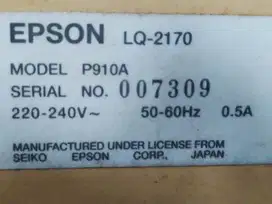 EPSON LQ-2170
MODEL P910A
SERIAL NO. 007309
220-240V~ 50-60Hz 0.5A
MANUFACTURED UNDER LICENSE FROM
SEIKO EPSON CORP., JAPAN